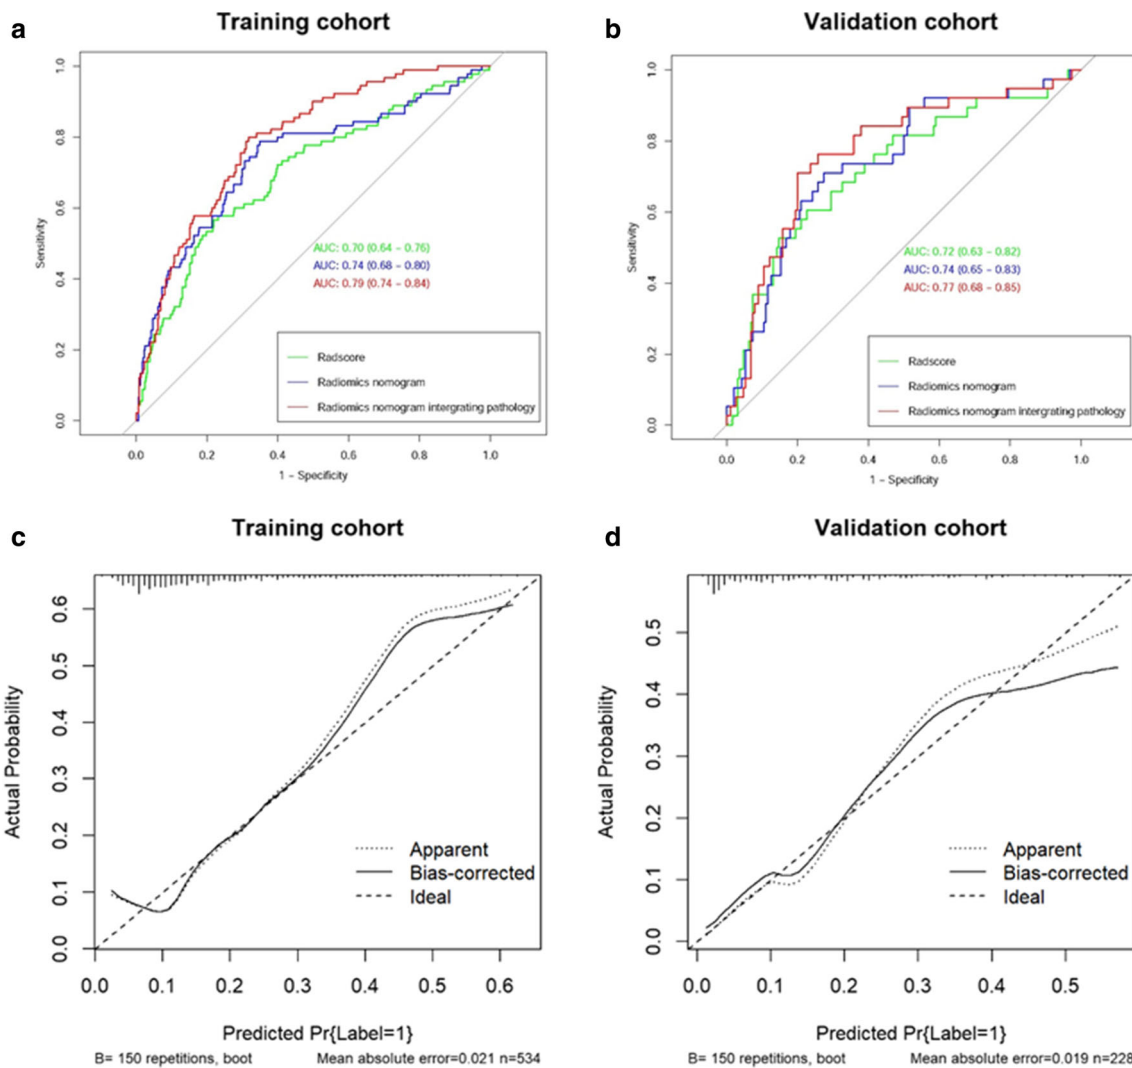 a
Training cohort
Sensitivity
1.0
0.8
0.6
0.4
0.2
0.0
AUC: 0.70 (0.64 – 0.76)
AUC: 0.74 (0.68 – 0.80)
AUC: 0.79 (0.74 – 0.84)
Radscore
Radiomics nomogram
Radiomics nomogram intergrating pathology
0.0 0.2 0.4 0.6 0.8 1.0
1 – Specificity
b
Validation cohort
Sensitivity
1.0
0.8
0.6
0.4
0.2
0.0
AUC: 0.72 (0.63 – 0.82)
AUC: 0.74 (0.65 – 0.83)
AUC: 0.77 (0.68 – 0.85)
Radscore
Radiomics nomogram
Radiomics nomogram intergrating pathology
0.0 0.2 0.4 0.6 0.8 1.0
1 – Specificity
c
Training cohort
Actual Probability
0.6
0.5
0.4
0.3
0.2
0.1
0.0
Apparent
Bias-corrected
Ideal
0.0 0.1 0.2 0.3 0.4 0.5 0.6
Predicted Pr{Label=1}
B= 150 repetitions, boot Mean absolute error=0.021 n=534
d
Validation cohort
Actual Probability
0.5
0.4
0.3
0.2
0.1
0.0
Apparent
Bias-corrected
Ideal
0.0 0.1 0.2 0.3 0.4 0.5
Predicted Pr{Label=1}
B= 150 repetitions, boot Mean absolute error=0.019 n=228